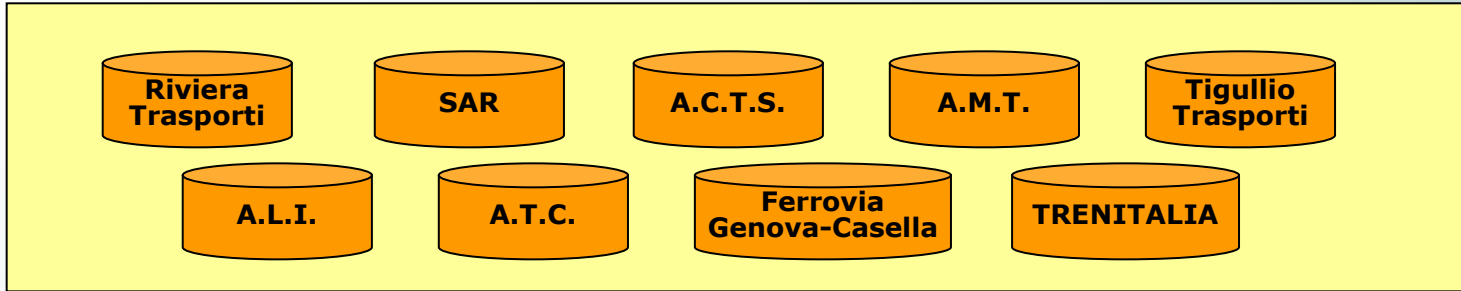 Riviera
Trasporti
SAR
A.C.T.S.
A.M.T.
Tigullio
Trasporti
A.L.I.
A.T.C.
Ferrovia
Genova-Casella
TRENITALIA